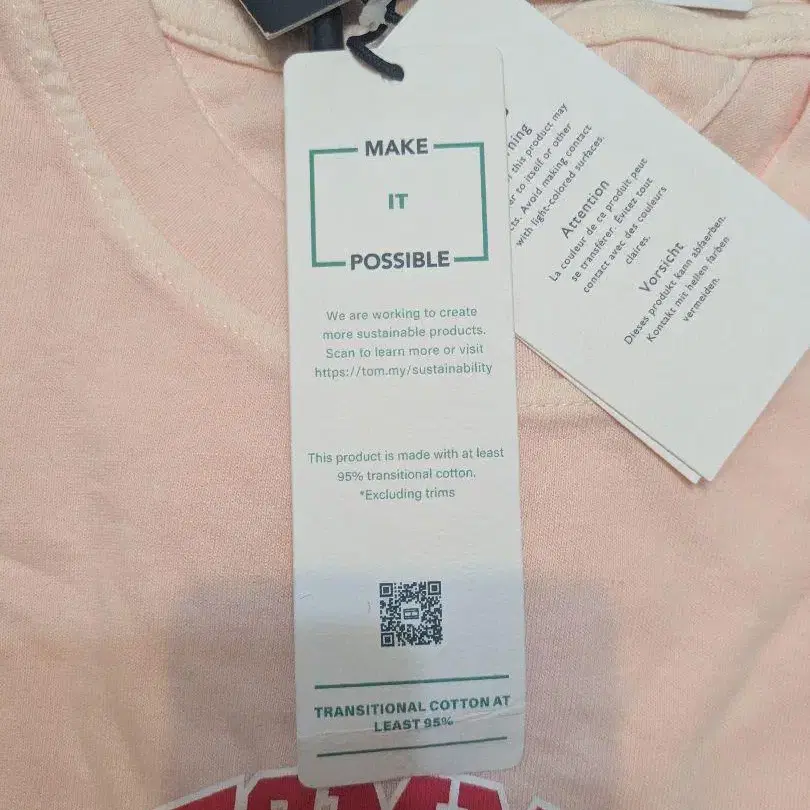 MAKE
IT
POSSIBLE
We are working to create
more sustainable products.
Scan to learn more or visit
https://tom.my/sustainability
This product is made with at least
95% transitional cotton.
*Excluding trims
TRANSITIONAL COTTON AT
LEAST 95%
this product may
to itself or other
Avoid making contact
with light-colored surfaces.
Attention
La couleur de ce produit peut
se transférer. Évitez tout
contact avec des couleurs
claires.
Vorsicht
Dieses produkt kann abfaerben.
Kontakt mit hellen farben
vermeiden.